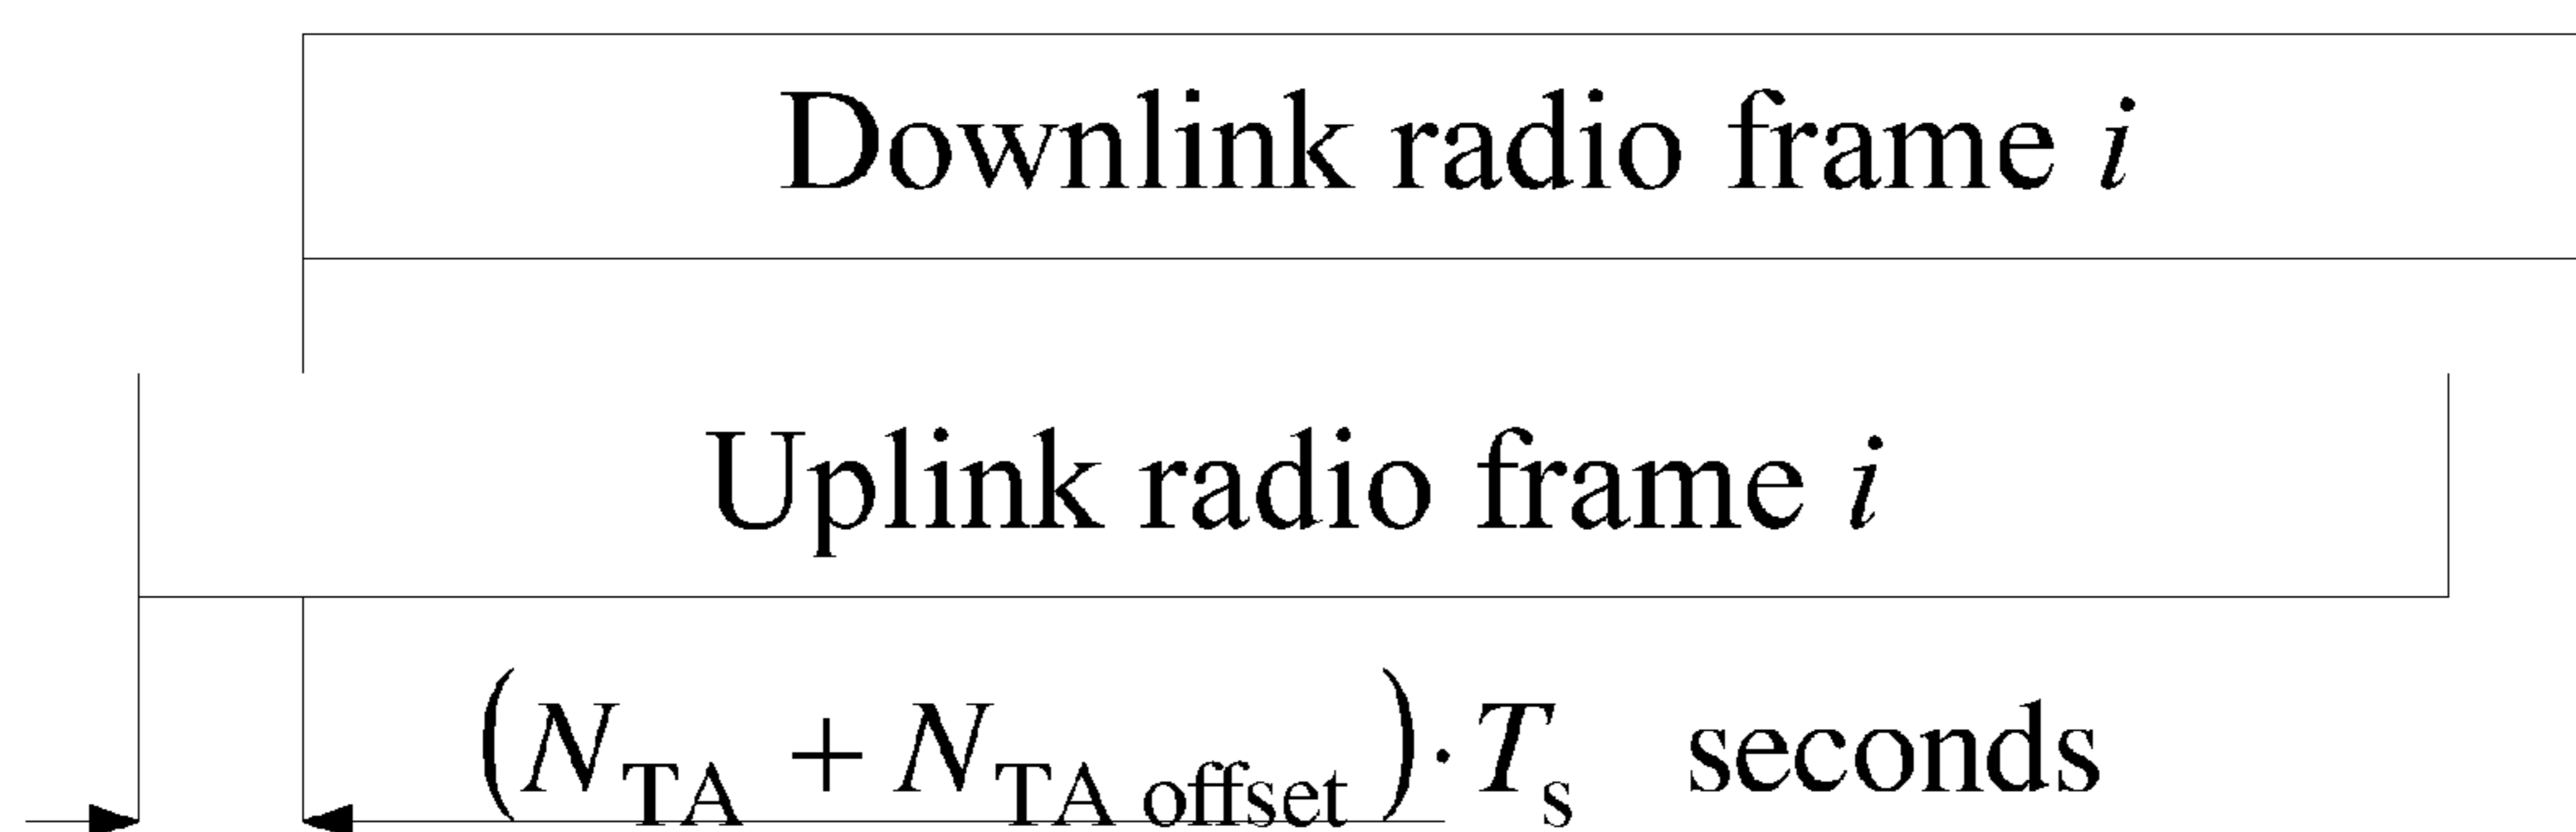 Downlink radio frame i
Uplink radio frame i
(N_TA + N_TA offset) · T_s seconds